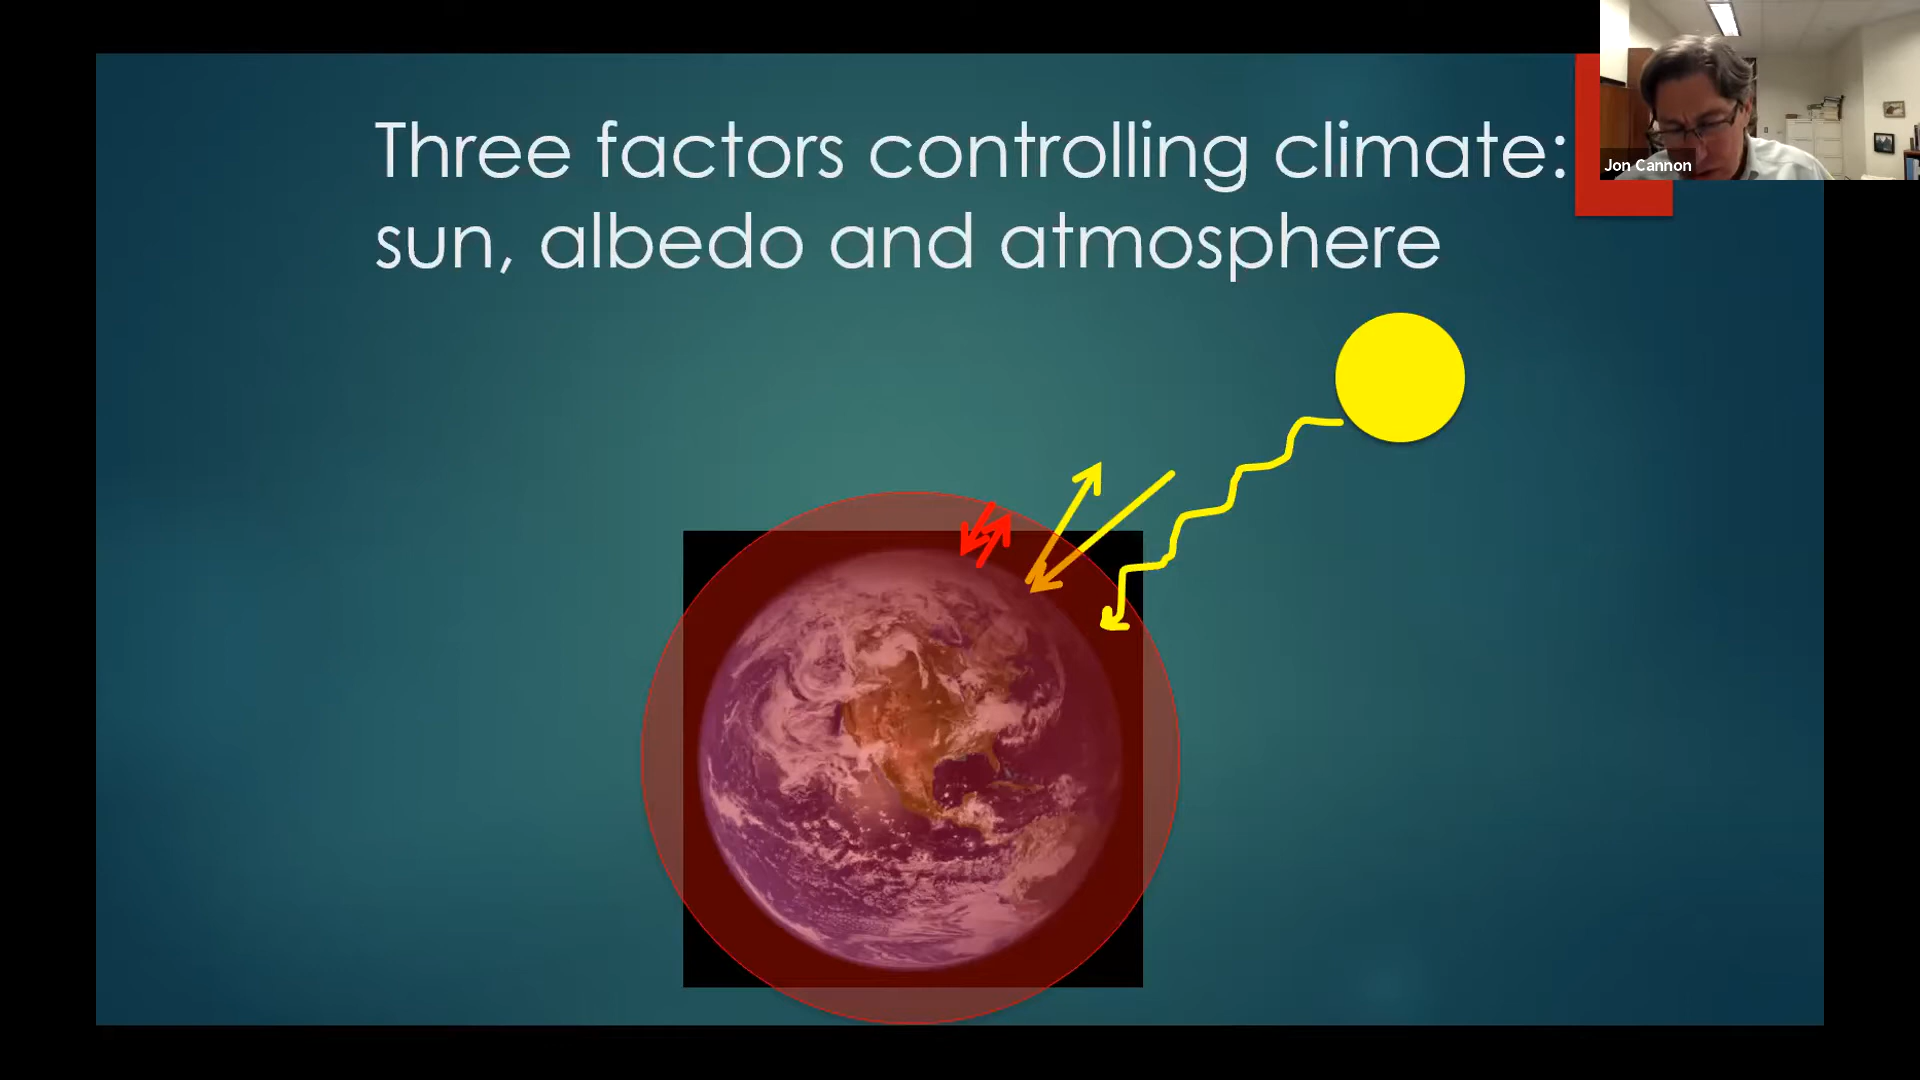 Three factors controlling climate:
sun, albedo and atmosphere
Jon Cannon